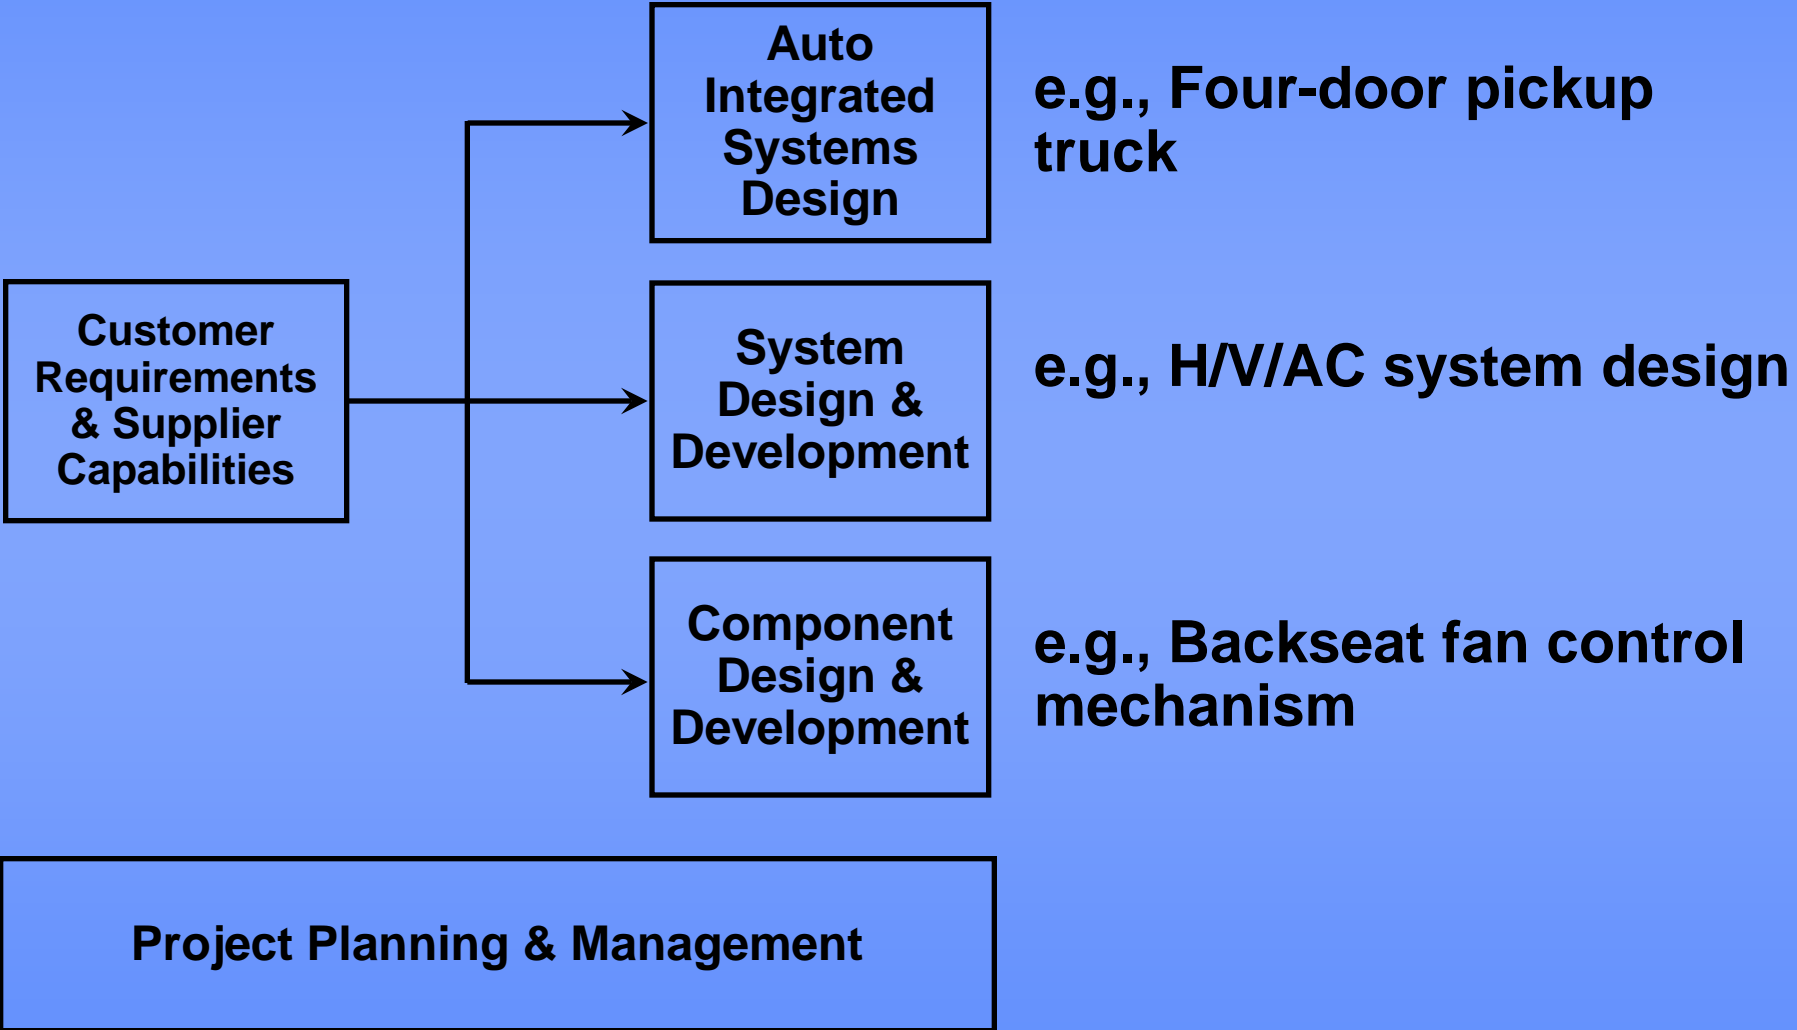 Auto
Integrated
Systems
Design
e.g., Four-door pickup
truck
Customer
Requirements
& Supplier
Capabilities
System
Design &
Development
e.g., H/V/AC system design
Component
Design &
Development
e.g., Backseat fan control
mechanism
Project Planning & Management